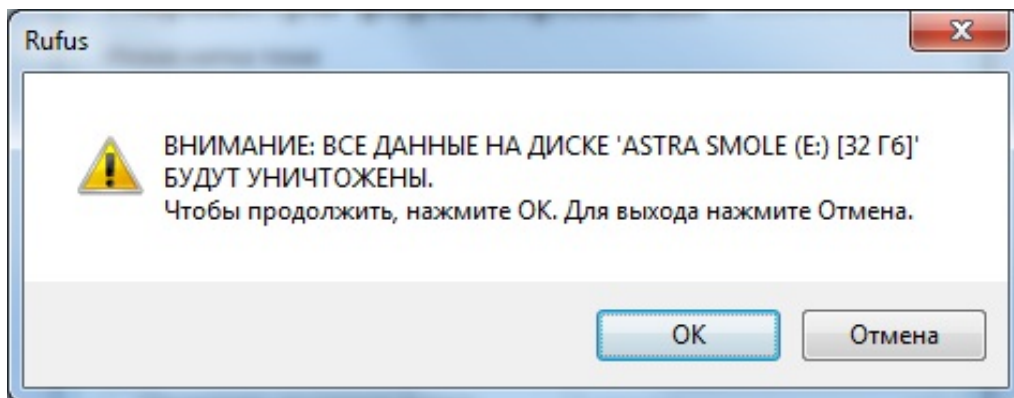 Rufus
ВНИМАНИЕ: ВСЕ ДАННЫЕ НА ДИСКЕ 'ASTRA SMOLE (E:) [32 Гб]'
БУДУТ УНИЧТОЖЕНЫ.
Чтобы продолжить, нажмите ОК. Для выхода нажмите Отмена.
ОК
Отмена